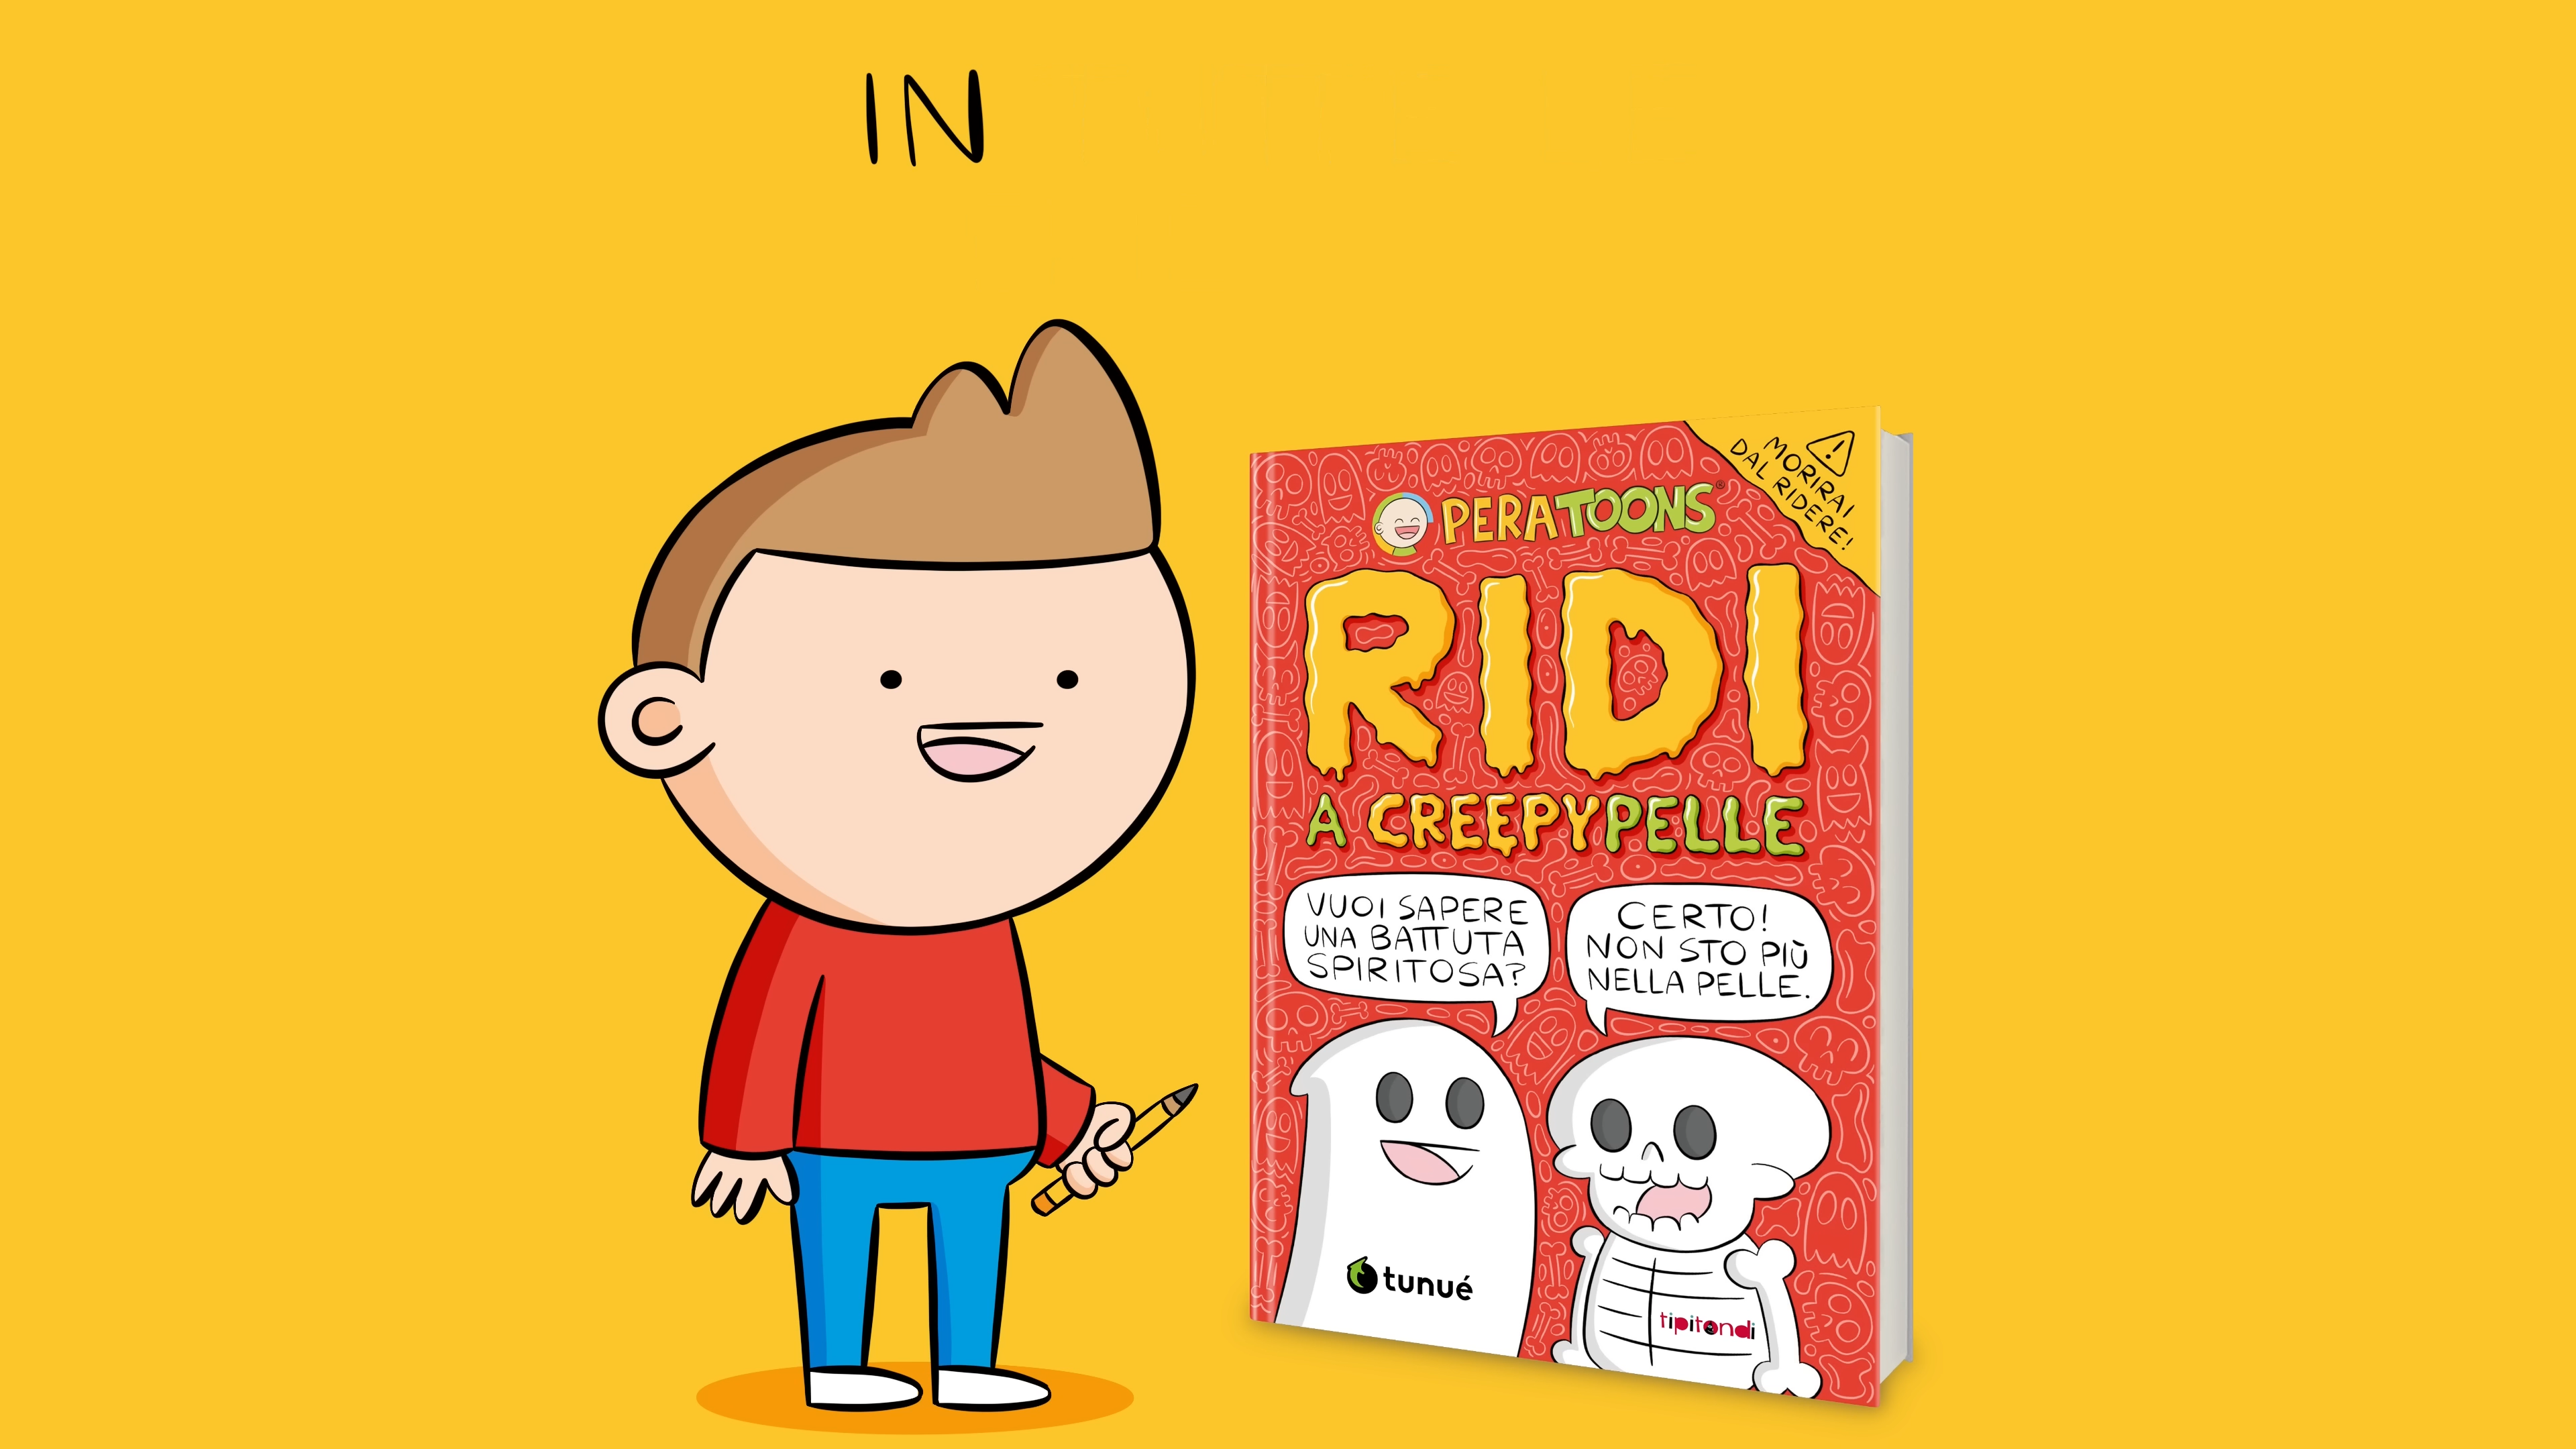 IN
MORIRAI
DAL RIDERE!
PERATOONS®
RIDI
A CREEPYPELLE
VUOI SAPERE
UNA BATTUTA
SPIRITOSA?
CERTO!
NON STO PIÙ
NELLA PELLE.
tunué
tipitondi